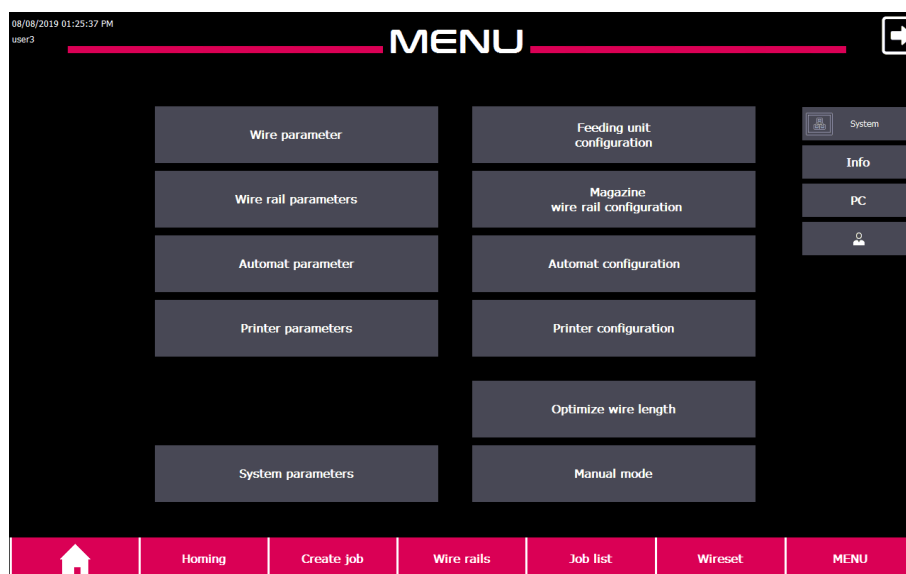 08/08/2019 01:25:37 PM
user3
MENU
Wire parameter
Feeding unit
configuration
System
Info
Wire rail parameters
Magazine
wire rail configuration
PC
Automat parameter
Automat configuration
Printer parameters
Printer configuration
Optimize wire length
System parameters
Manual mode
Homing
Create job
Wire rails
Job list
Wireset
MENU